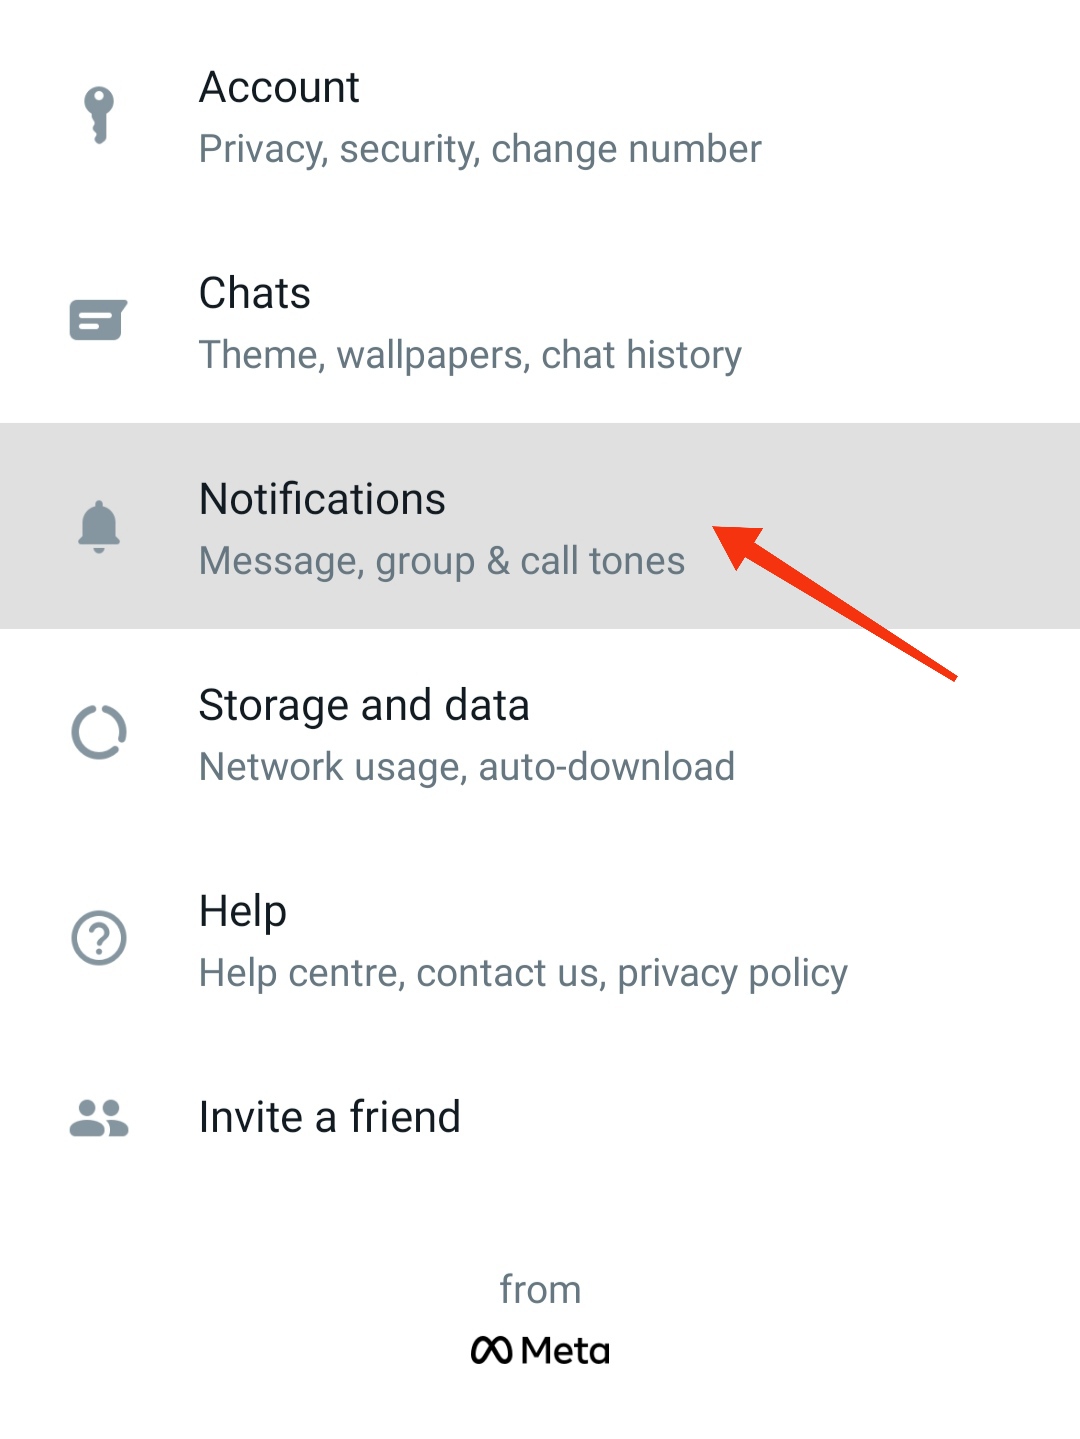 Account
Privacy, security, change number
Chats
Theme, wallpapers, chat history
Notifications
Message, group & call tones
Storage and data
Network usage, auto-download
Help
Help centre, contact us, privacy policy
Invite a friend
from
Meta